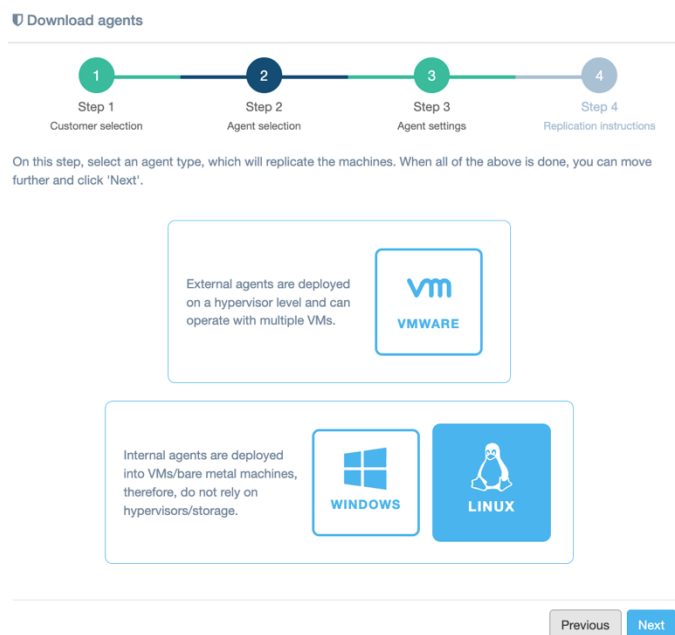 Download agents
1
2
3
4
Step 1
Step 2
Step 3
Step 4
Customer selection
Agent selection
Agent settings
Replication instructions
On this step, select an agent type, which will replicate the machines. When all of the above is done, you can move
further and click 'Next'.
External agents are deployed
on a hypervisor level and can
operate with multiple VMs.
vm
VMWARE
Internal agents are deployed
into VMs/bare metal machines,
therefore, do not rely on
hypervisors/storage.
WINDOWS
LINUX
Previous
Next